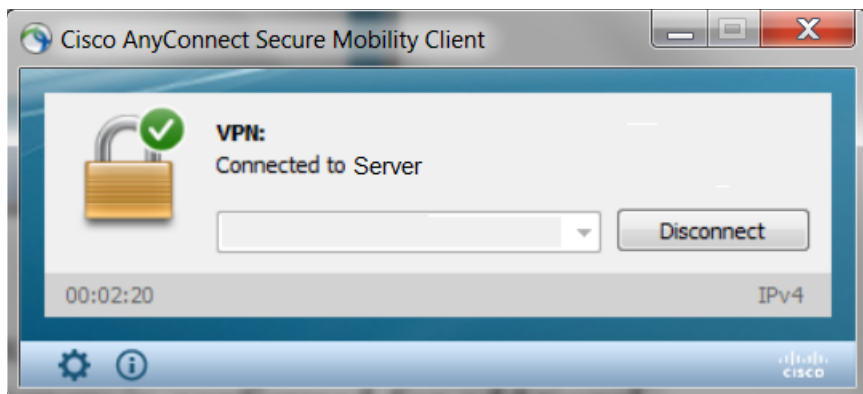 Cisco AnyConnect Secure Mobility Client
VPN:
Connected to Server
Disconnect
00:02:20
IPv4
CISCO